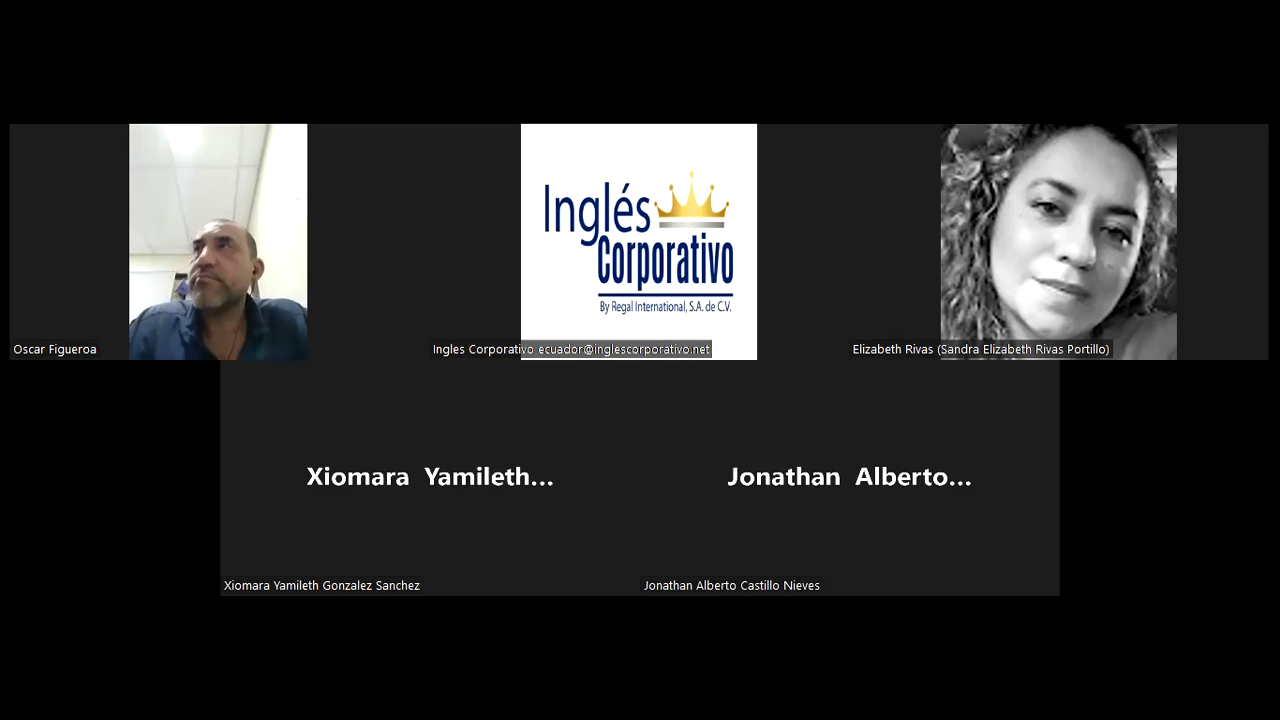 Inglés
Corporativo
By Regal International, S.A. de C.V.
Oscar Figueroa
Ingles Corporativo ecuador@inglescorporativo.net
Elizabeth Rivas (Sandra Elizabeth Rivas Portillo)
Xiomara Yamileth...
Jonathan Alberto...
Xiomara Yamileth Gonzalez Sanchez
Jonathan Alberto Castillo Nieves